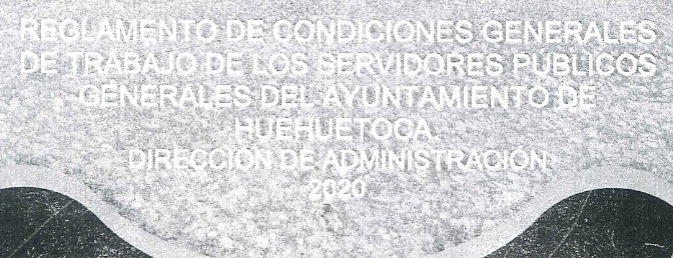 REGLAMENTO DE CONDICIONES GENERALES
DE TRABAJO DE LOS SERVIDORES PÚBLICOS
GENERALES DEL AYUNTAMIENTO DE
HUEHUETOCA.
DIRECCIÓN DE ADMINISTRACIÓN
2020